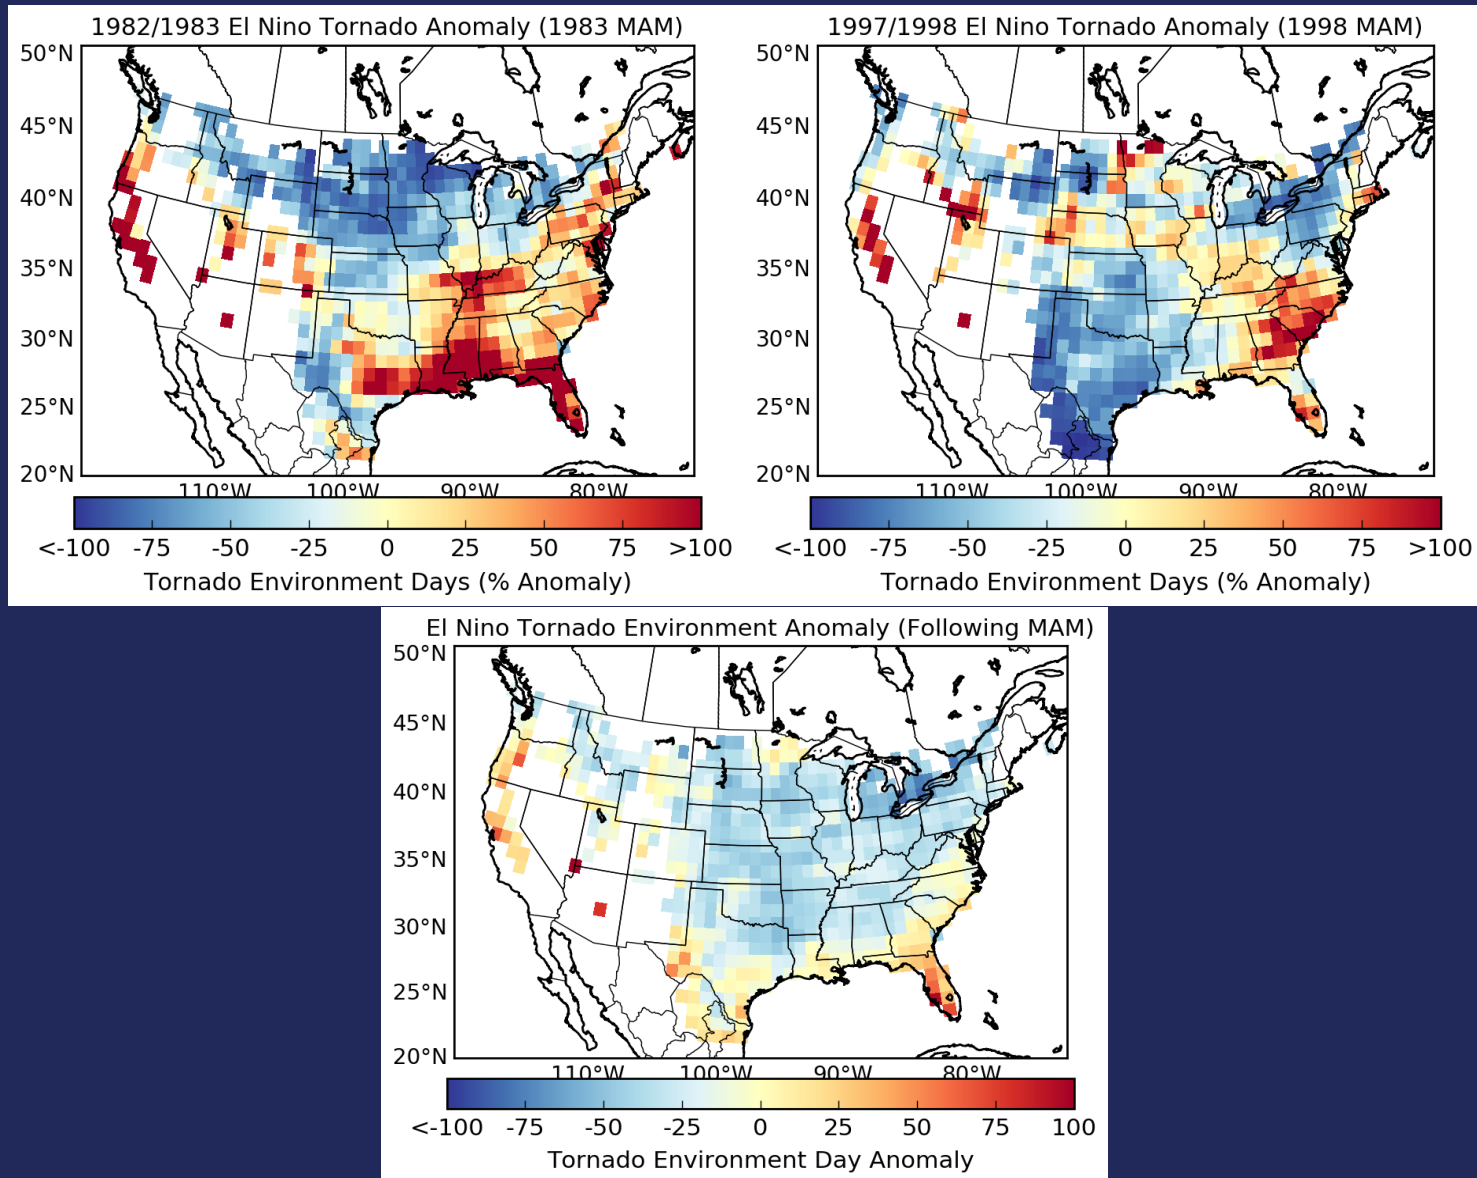 1982/1983 El Nino Tornado Anomaly (1983 MAM)
50°N
45°N
40°N
35°N
30°N
25°N
20°N
110°W 100°W 90°W 80°W
<-100 -75 -50 -25 0 25 50 75 >100
Tornado Environment Days (% Anomaly)
1997/1998 El Nino Tornado Anomaly (1998 MAM)
50°N
45°N
40°N
35°N
30°N
25°N
20°N
110°W 100°W 90°W 80°W
<-100 -75 -50 -25 0 25 50 75 >100
Tornado Environment Days (% Anomaly)
El Nino Tornado Environment Anomaly (Following MAM)
50°N
45°N
40°N
35°N
30°N
25°N
20°N
110°W 100°W 90°W 80°W
<-100 -75 -50 -25 0 25 50 75 100
Tornado Environment Day Anomaly